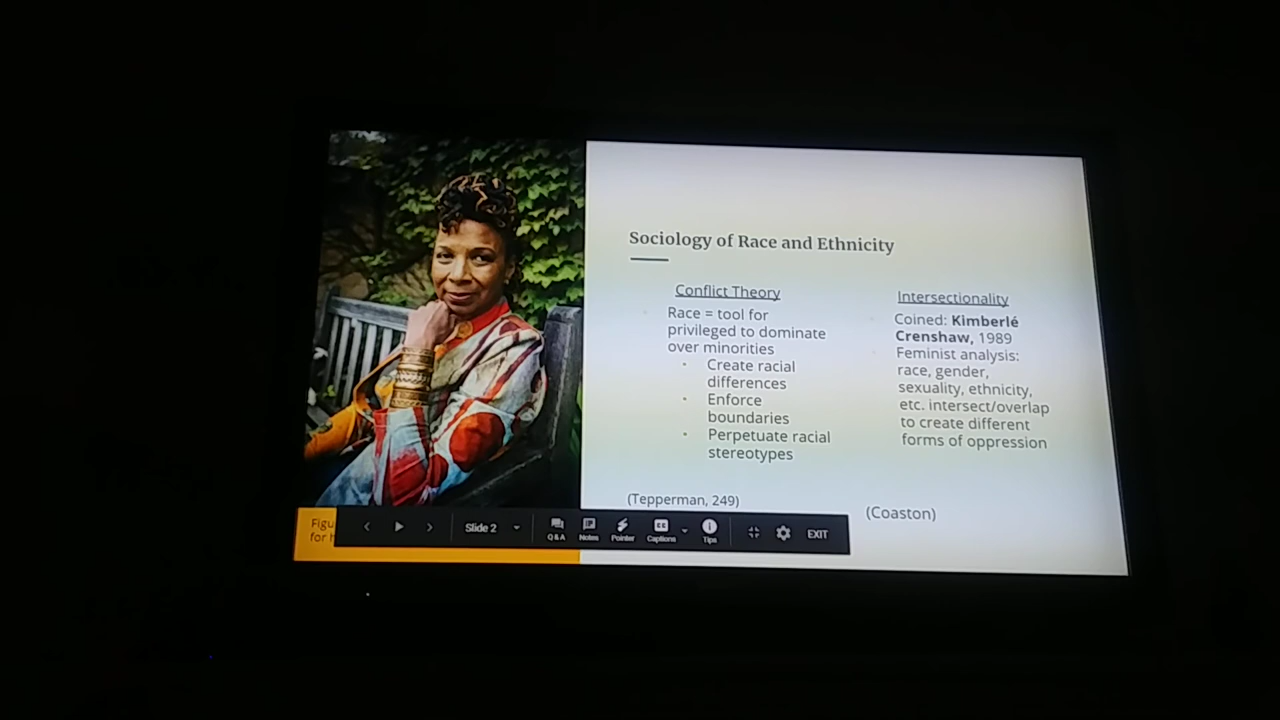 Sociology of Race and Ethnicity
Conflict Theory
Race = tool for
privileged to dominate
over minorities
Create racial
differences
Enforce
boundaries
Perpetuate racial
stereotypes
(Tepperman, 249)
Intersectionality
Coined: Kimberlé
Crenshaw, 1989
Feminist analysis:
race, gender,
sexuality, ethnicity,
etc. intersect/overlap
to create different
forms of oppression
(Coaston)
for
Slide 2
Q & A
Notes
Pointer
CC
Captions
Tips
EXIT